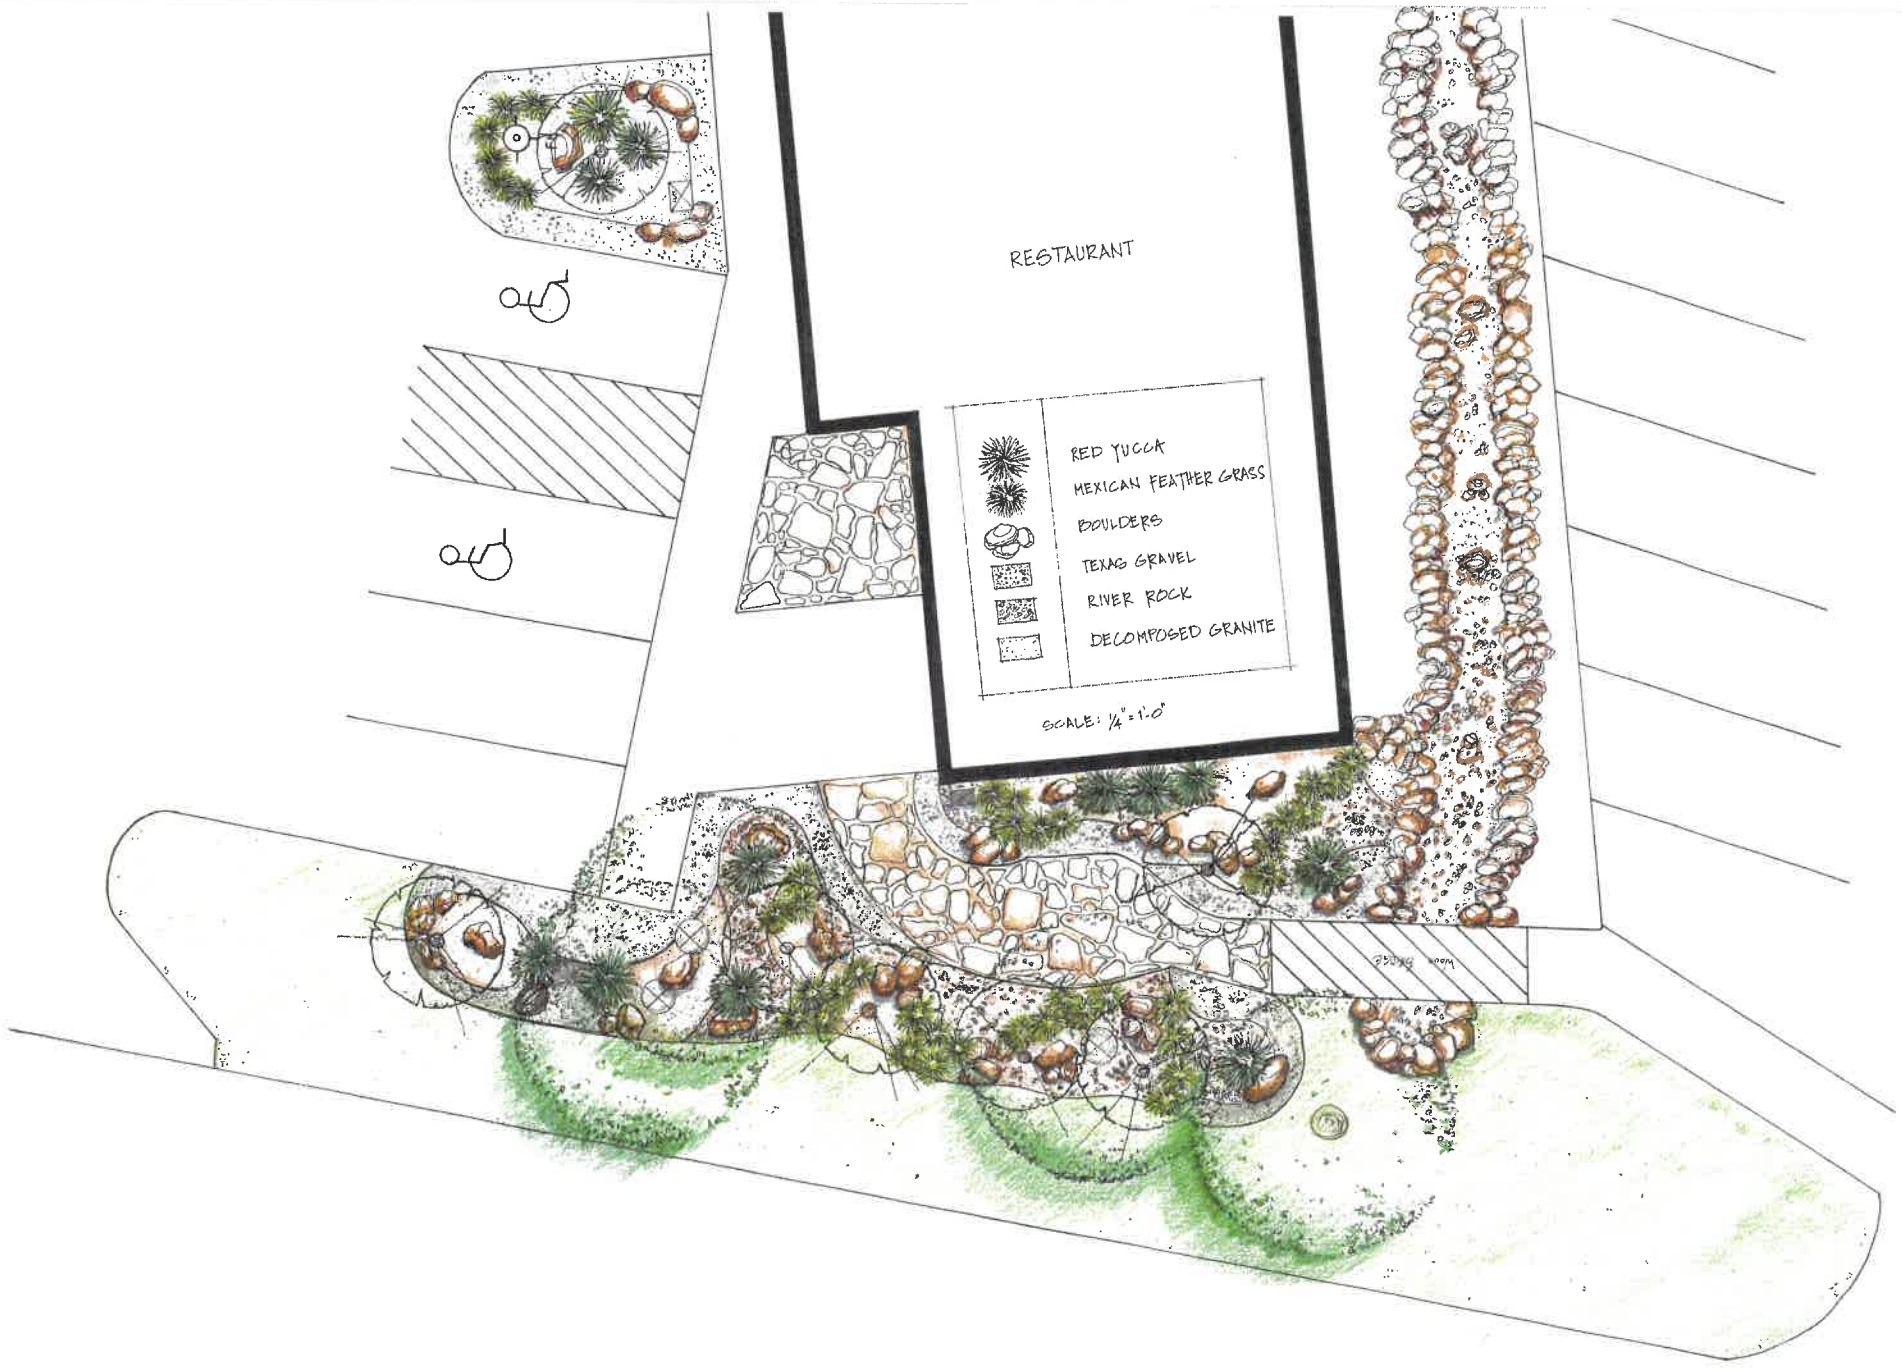 RESTAURANT
RED YUCCA
MEXICAN FEATHER GRASS
BOULDERS
TEXAS GRAVEL
RIVER ROCK
DECOMPOSED GRANITE
SCALE: 1/4" = 1'-0"